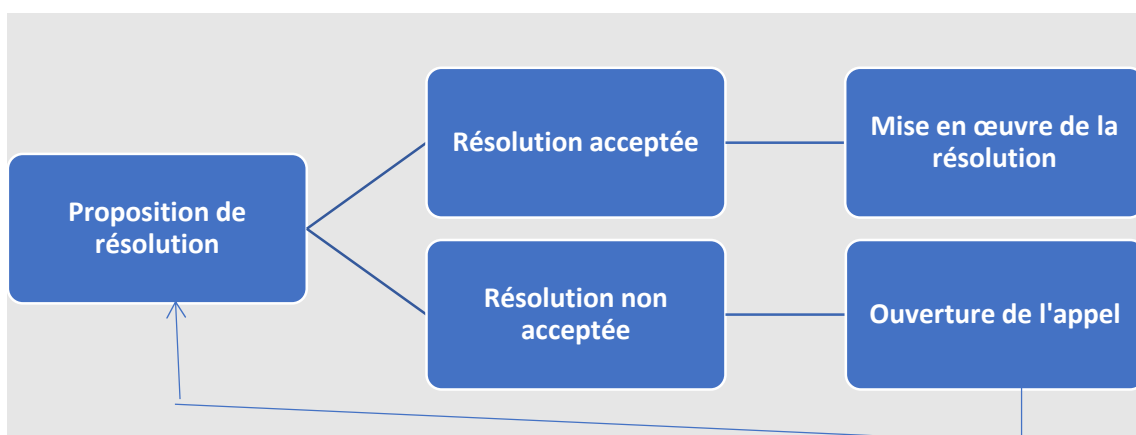 Proposition de
résolution
Résolution acceptée
Mise en œuvre de la
résolution
Résolution non
acceptée
Ouverture de l'appel